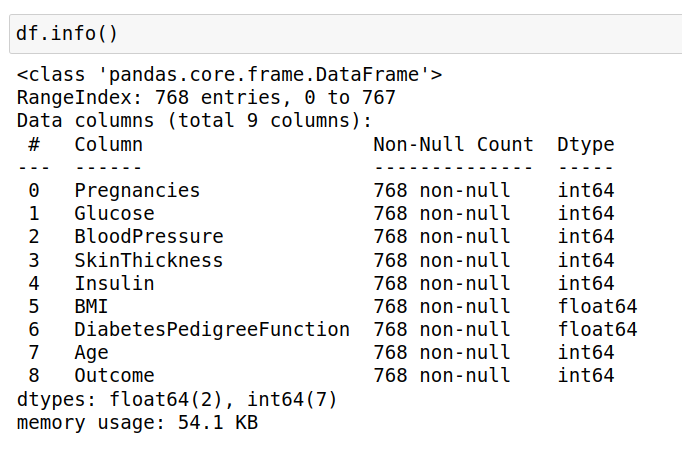 df.info()
<class 'pandas.core.frame.DataFrame'>
RangeIndex: 768 entries, 0 to 767
Data columns (total 9 columns):
 #   Column                    Non-Null Count  Dtype
---  ------                    --------------  -----
 0   Pregnancies               768 non-null    int64
 1   Glucose                   768 non-null    int64
 2   BloodPressure             768 non-null    int64
 3   SkinThickness             768 non-null    int64
 4   Insulin                   768 non-null    int64
 5   BMI                       768 non-null    float64
 6   DiabetesPedigreeFunction  768 non-null    float64
 7   Age                       768 non-null    int64
 8   Outcome                   768 non-null    int64
dtypes: float64(2), int64(7)
memory usage: 54.1 KB